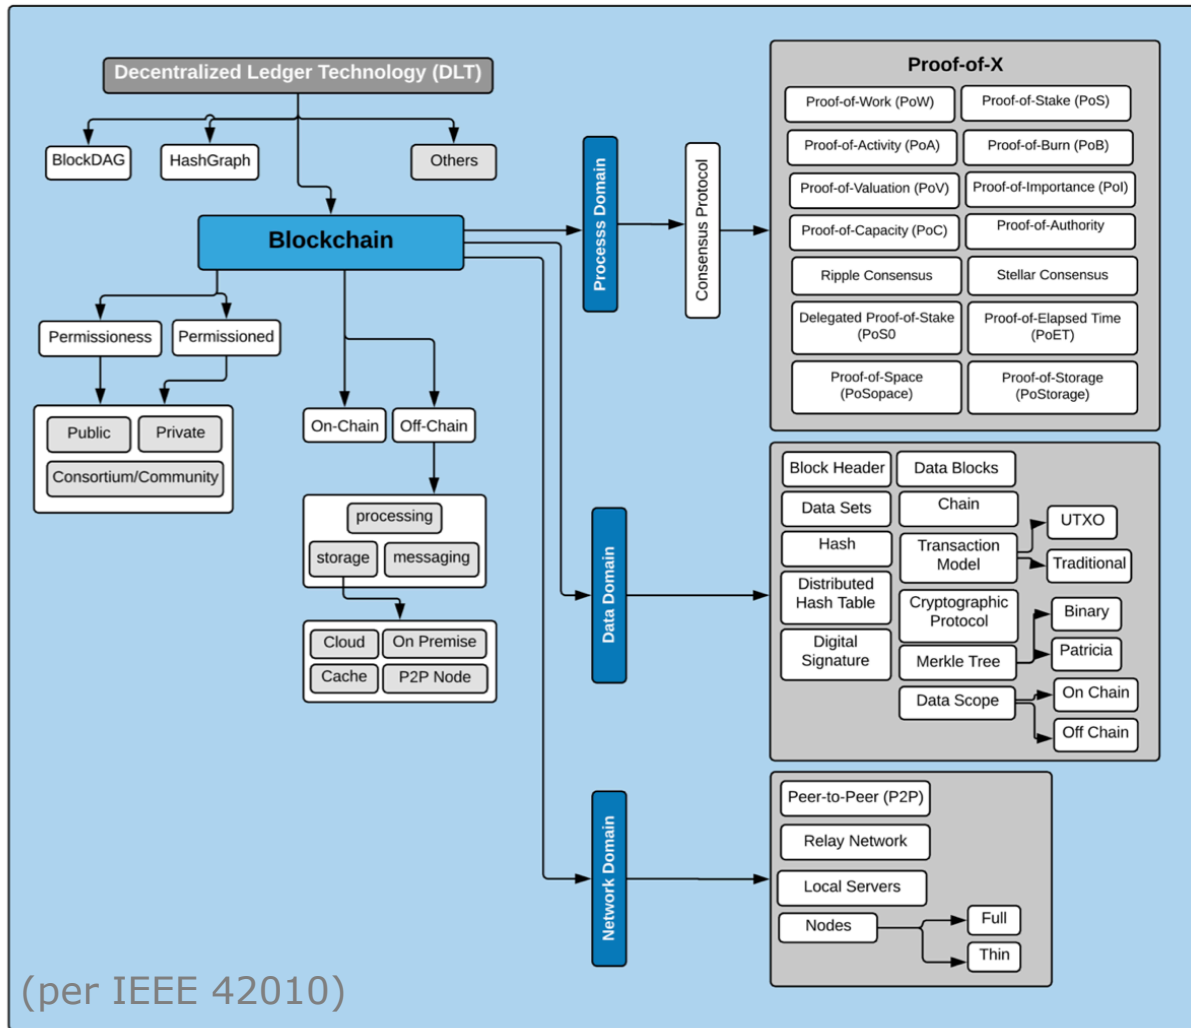 Decentralized Ledger Technology (DLT)
BlockDAG
HashGraph
Others
Blockchain
Permissioness
Permissioned
Public
Private
Consortium/Community
On-Chain
Off-Chain
processing
storage
messaging
Cloud
On Premise
Cache
P2P Node
Processs Domain
Consensus Protocol
Proof-of-X
Proof-of-Work (PoW)
Proof-of-Stake (PoS)
Proof-of-Activity (PoA)
Proof-of-Burn (PoB)
Proof-of-Valuation (PoV)
Proof-of-Importance (PoI)
Proof-of-Capacity (PoC)
Proof-of-Authority
Ripple Consensus
Stellar Consensus
Delegated Proof-of-Stake
(PoS0
Proof-of-Elapsed Time
(PoET)
Proof-of-Space
(PoSopace)
Proof-of-Storage
(PoStorage)
Data Domain
Block Header
Data Blocks
Data Sets
Chain
Hash
Transaction
Model
UTXO
Traditional
Distributed
Hash Table
Cryptographic
Protocol
Digital
Signature
Merkle Tree
Binary
Patricia
Data Scope
On Chain
Off Chain
Network Domain
Peer-to-Peer (P2P)
Relay Network
Local Servers
Nodes
Full
Thin
(per IEEE 42010)